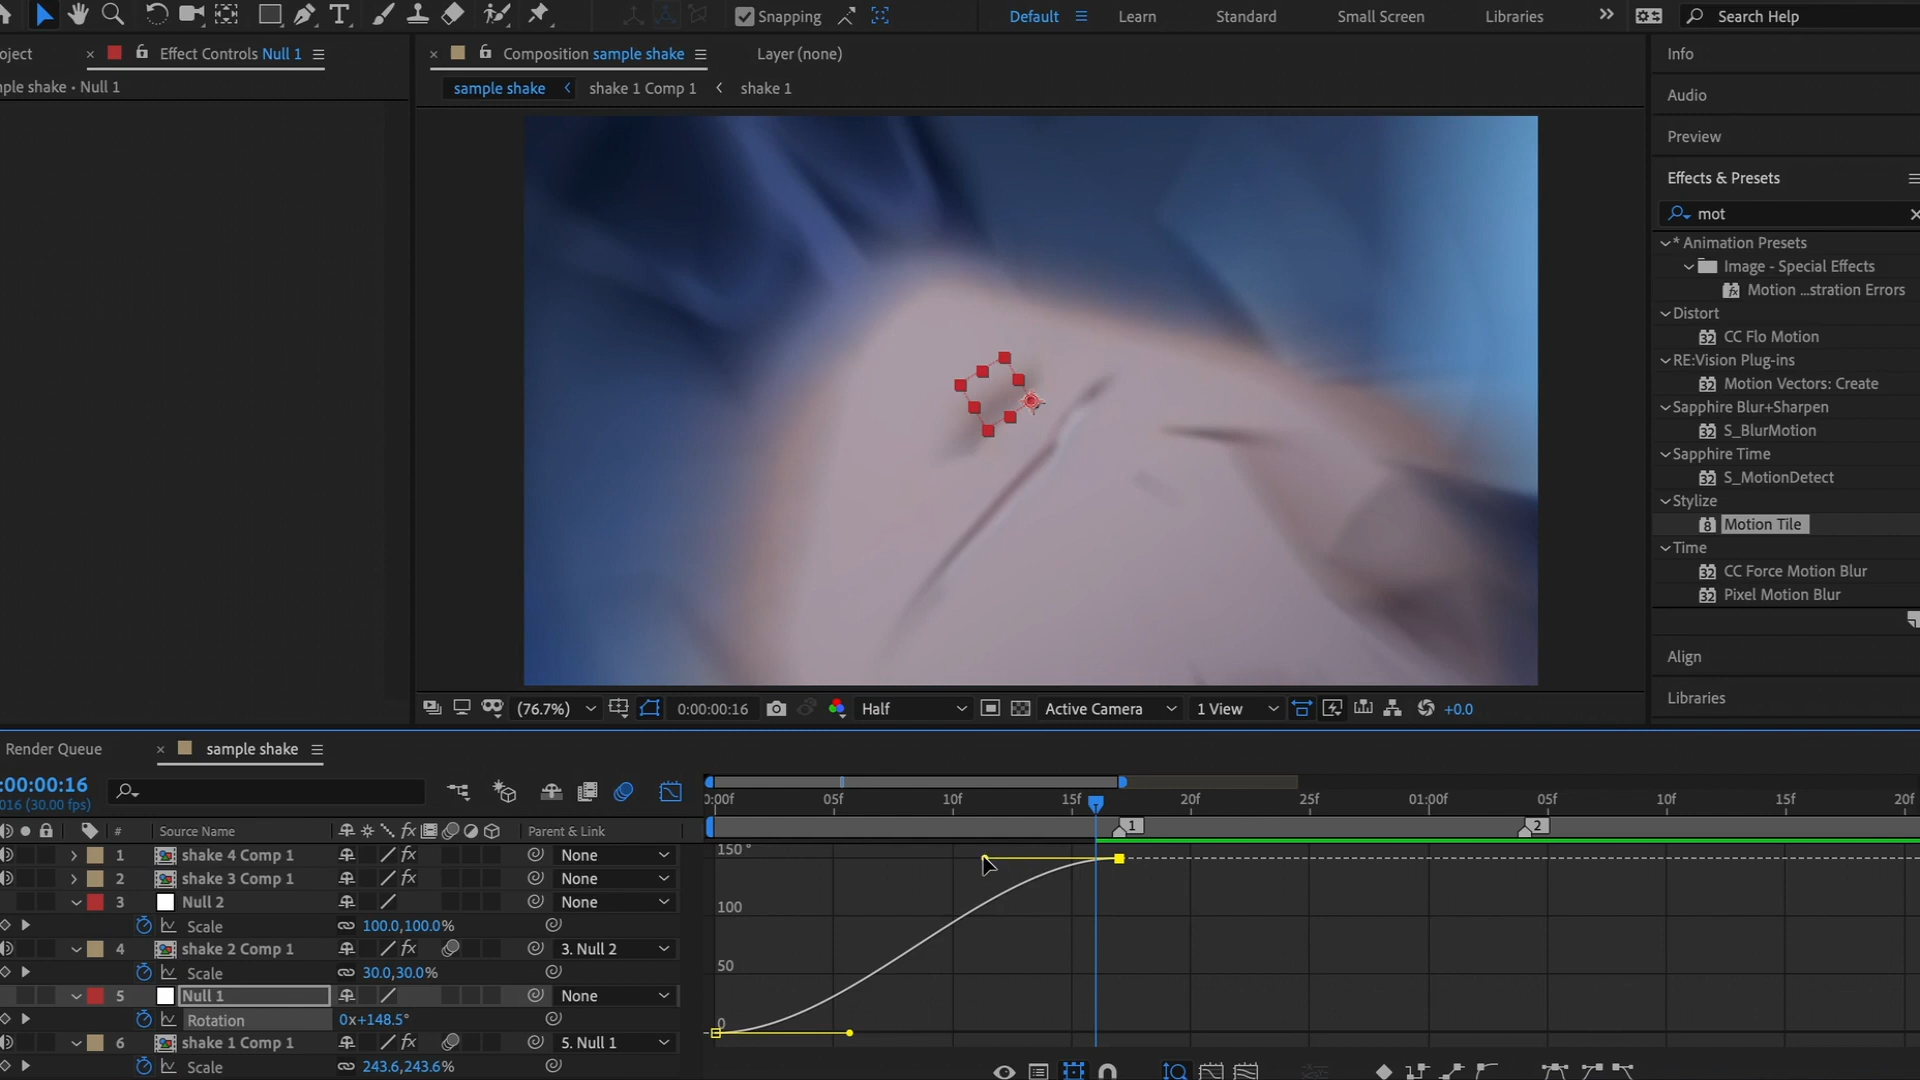 Snapping
Default
Learn
Standard
Small Screen
Libraries
Search Help
oject
Effect Controls Null 1
Composition sample shake
Layer (none)
Info
ple shake • Null 1
sample shake
shake 1 Comp 1
shake 1
Audio
Preview
Effects & Presets
mot
* Animation Presets
Image - Special Effects
Motion ...stration Errors
Distort
CC Flo Motion
RE:Vision Plug-ins
Motion Vectors: Create
Sapphire Blur+Sharpen
S_BlurMotion
Sapphire Time
S_MotionDetect
Stylize
Motion Tile
Time
CC Force Motion Blur
Pixel Motion Blur
Align
Libraries
(76.7%)
0:00:00:16
Half
Active Camera
1 View
+0.0
Render Queue
sample shake
:00:00:16
016 (30.00 fps)
0:00f 05f 10f 15f 20f 25f 01:00f 05f 10f 15f 20f
1 2
# Source Name
Parent & Link
1 shake 4 Comp 1 None
2 shake 3 Comp 1 None
3 Null 2 None
Scale 100.0,100.0%
4 shake 2 Comp 1 3. Null 2
Scale 30.0,30.0%
5 Null 1 None
Rotation 0x+148.5°
6 shake 1 Comp 1 5. Null 1
Scale 243.6,243.6%
150 °
100
50
0